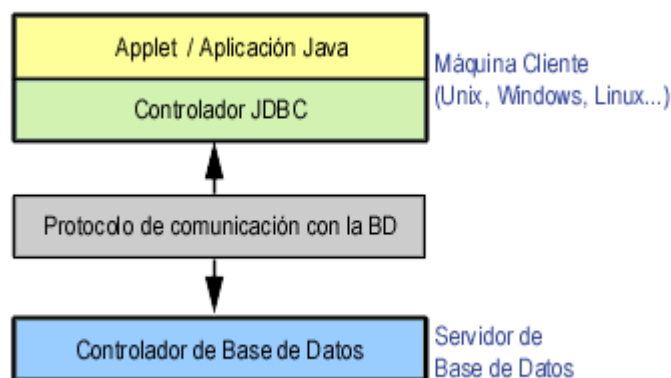 Applet / Aplicación Java
Controlador JDBC
Máquina Cliente
(Unix, Windows, Linux...)
Protocolo de comunicación con la BD
Controlador de Base de Datos
Servidor de
Base de Datos